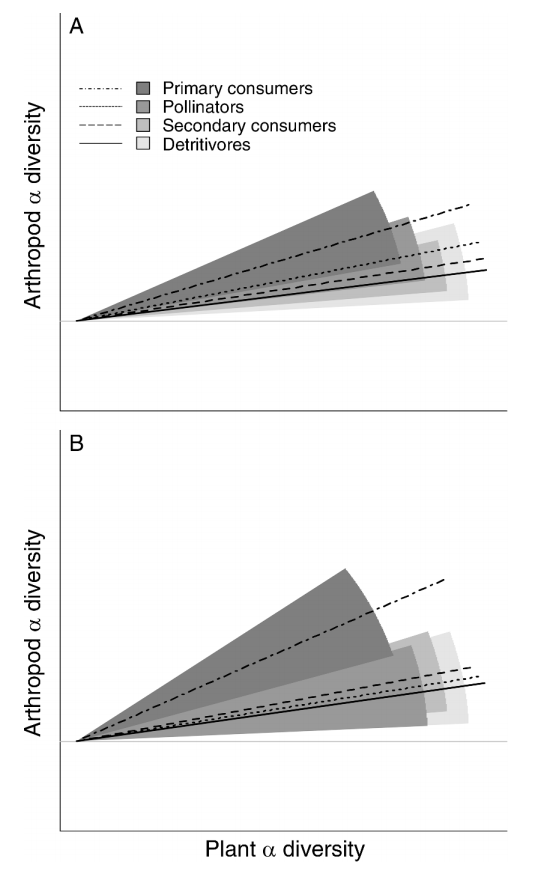 A
Primary consumers
Pollinators
Secondary consumers
Detritivores
Arthropod α diversity
B
Arthropod α diversity
Plant α diversity